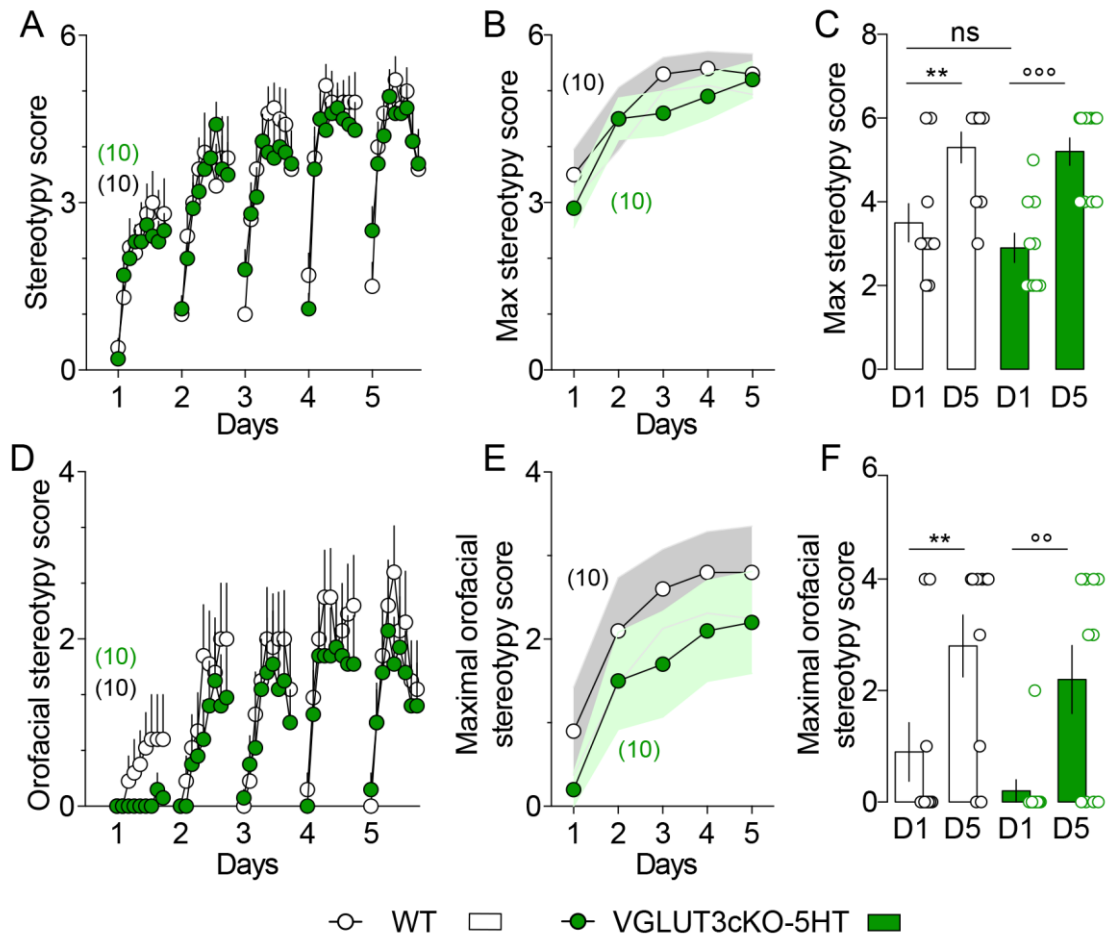 A
6
3
0
Stereotypy score
(10)
(10)
1 2 3 4 5
Days
B
6
3
0
Max stereotypy score
(10)
(10)
1 2 3 4 5
Days
C
8
6
4
2
0
Max stereotypy score
ns
**
°°°
D1 D5 D1 D5
D
4
2
0
Orofacial stereotypy score
(10)
(10)
1 2 3 4 5
Days
E
4
2
0
Maximal orofacial
stereotypy score
(10)
(10)
1 2 3 4 5
Days
F
6
4
2
0
Maximal orofacial
stereotypy score
**
°°
D1 D5 D1 D5
WT VGLUT3cKO-5HT